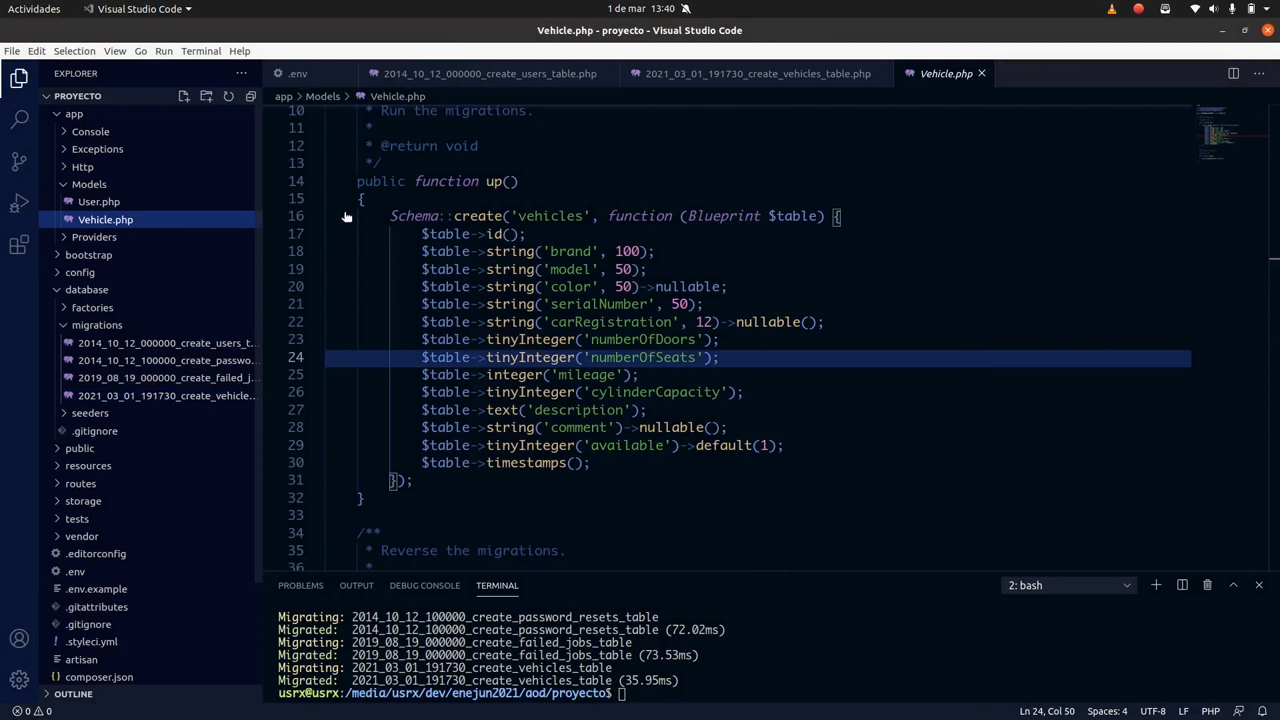 Actividades
Visual Studio Code
1 de mar 13:40
Vehicle.php - proyecto - Visual Studio Code
File Edit Selection View Go Run Terminal Help
EXPLORER
PROYECTO
app
Console
Exceptions
Http
Models
User.php
Vehicle.php
Providers
bootstrap
config
database
factories
migrations
2014_10_12_000000_create_users_t...
2014_10_12_100000_create_passwo...
2019_08_19_000000_create_failed_j...
2021_03_01_191730_create_vehicle...
seeders
.gitignore
public
resources
routes
storage
tests
vendor
.editorconfig
.env
.env.example
.gitattributes
.gitignore
.styleci.yml
artisan
composer.json
OUTLINE
.env
2014_10_12_000000_create_users_table.php
2021_03_01_191730_create_vehicles_table.php
Vehicle.php
app > Models > Vehicle.php
10 * Run the migrations.
11 *
12 * @return void
13 */
14 public function up()
15 {
16 Schema::create('vehicles', function (Blueprint $table) {
17 $table->id();
18 $table->string('brand', 100);
19 $table->string('model', 50);
20 $table->string('color', 50)->nullable;
21 $table->string('serialNumber', 50);
22 $table->string('carRegistration', 12)->nullable();
23 $table->tinyInteger('numberOfDoors');
24 $table->tinyInteger('numberOfSeats');
25 $table->integer('mileage');
26 $table->tinyInteger('cylinderCapacity');
27 $table->text('description');
28 $table->string('comment')->nullable();
29 $table->tinyInteger('available')->default(1);
30 $table->timestamps();
31 });
32 }
33
34 /**
35 * Reverse the migrations.
36 *
PROBLEMS OUTPUT DEBUG CONSOLE TERMINAL
2: bash
Migrating: 2014_10_12_100000_create_password_resets_table
Migrated: 2014_10_12_100000_create_password_resets_table (72.02ms)
Migrating: 2019_08_19_000000_create_failed_jobs_table
Migrated: 2019_08_19_000000_create_failed_jobs_table (73.53ms)
Migrating: 2021_03_01_191730_create_vehicles_table
Migrated: 2021_03_01_191730_create_vehicles_table (35.95ms)
usrx@usrx:/media/usrx/dev/enejun2021/aod/proyecto$
0 0
Ln 24, Col 50 Spaces: 4 UTF-8 LF PHP